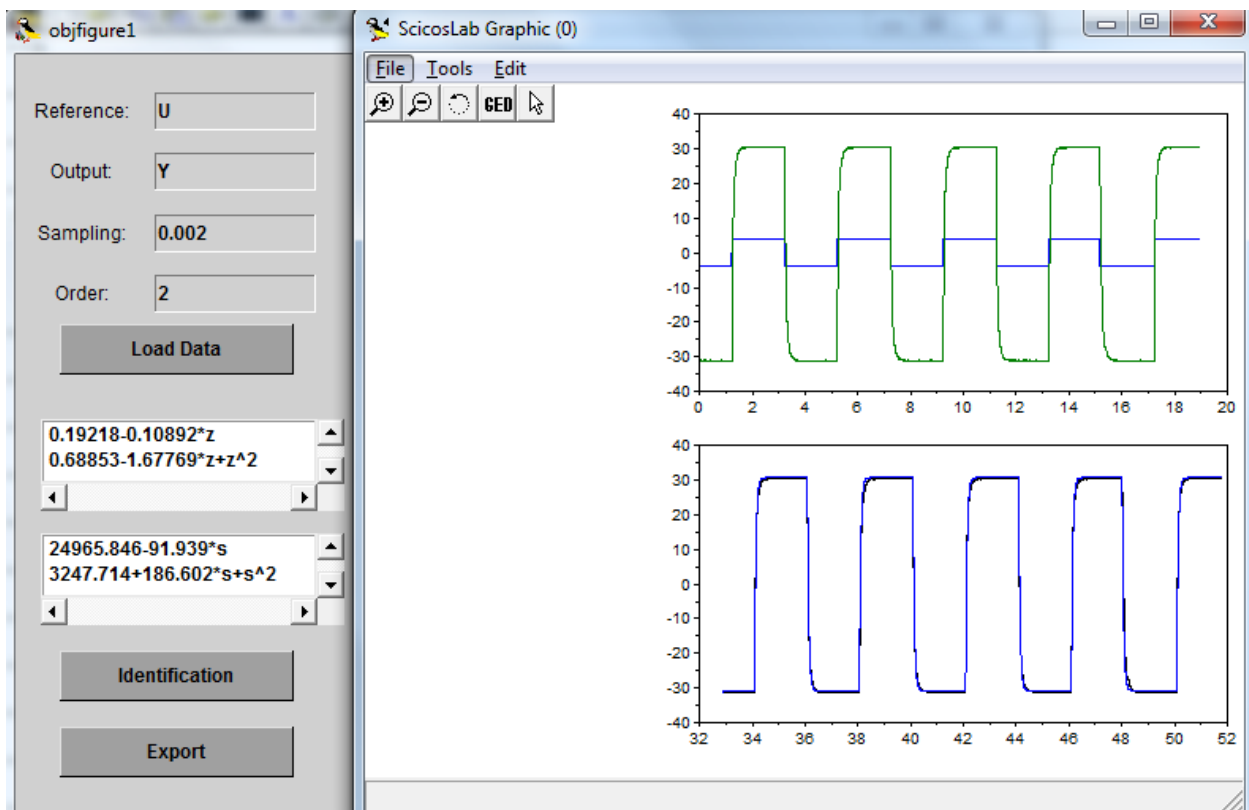 objfigure1
Reference: U
Output: Y
Sampling: 0.002
Order: 2
Load Data
0.19218-0.10892*z
0.68853-1.67769*z+z^2
24965.846-91.939*s
3247.714+186.602*s+s^2
Identification
Export
ScicosLab Graphic (0)
File Tools Edit
GED
40
30
20
10
0
-10
-20
-30
-40
0 2 4 6 8 10 12 14 16 18 20
40
30
20
10
0
-10
-20
-30
-40
32 34 36 38 40 42 44 46 48 50 52